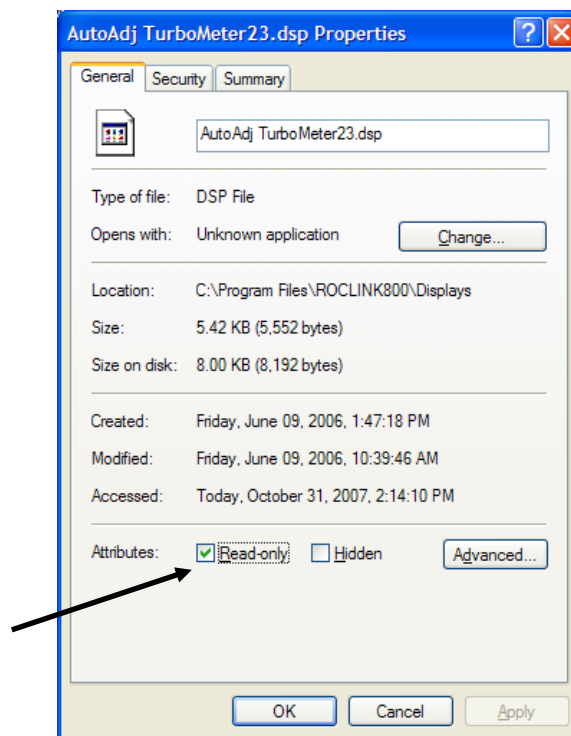 AutoAdj TurboMeter23.dsp Properties
General Security Summary
AutoAdj TurboMeter23.dsp
Type of file: DSP File
Opens with: Unknown application Change...
Location: C:\Program Files\ROCLINK800\Displays
Size: 5.42 KB (5,552 bytes)
Size on disk: 8.00 KB (8,192 bytes)
Created: Friday, June 09, 2006, 1:47:18 PM
Modified: Friday, June 09, 2006, 10:39:46 AM
Accessed: Today, October 31, 2007, 2:14:10 PM
Attributes: Read-only Hidden Advanced...
OK Cancel Apply